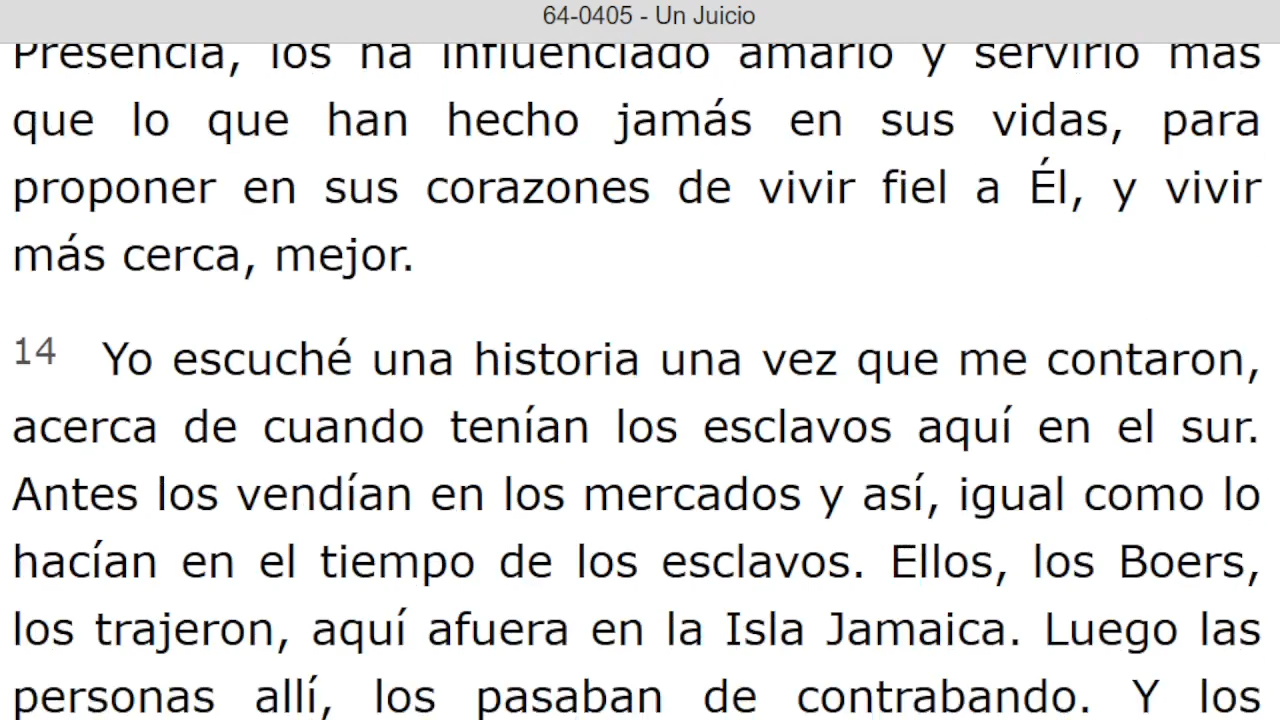 64-0405 - Un Juicio
Presencia, los ha influenciado amarlo y servirlo más
que lo que han hecho jamás en sus vidas, para
proponer en sus corazones de vivir fiel a Él, y vivir
más cerca, mejor.
14 Yo escuché una historia una vez que me contaron,
acerca de cuando tenían los esclavos aquí en el sur.
Antes los vendían en los mercados y así, igual como lo
hacían en el tiempo de los esclavos. Ellos, los Boers,
los trajeron, aquí afuera en la Isla Jamaica. Luego las
personas allí, los pasaban de contrabando. Y los